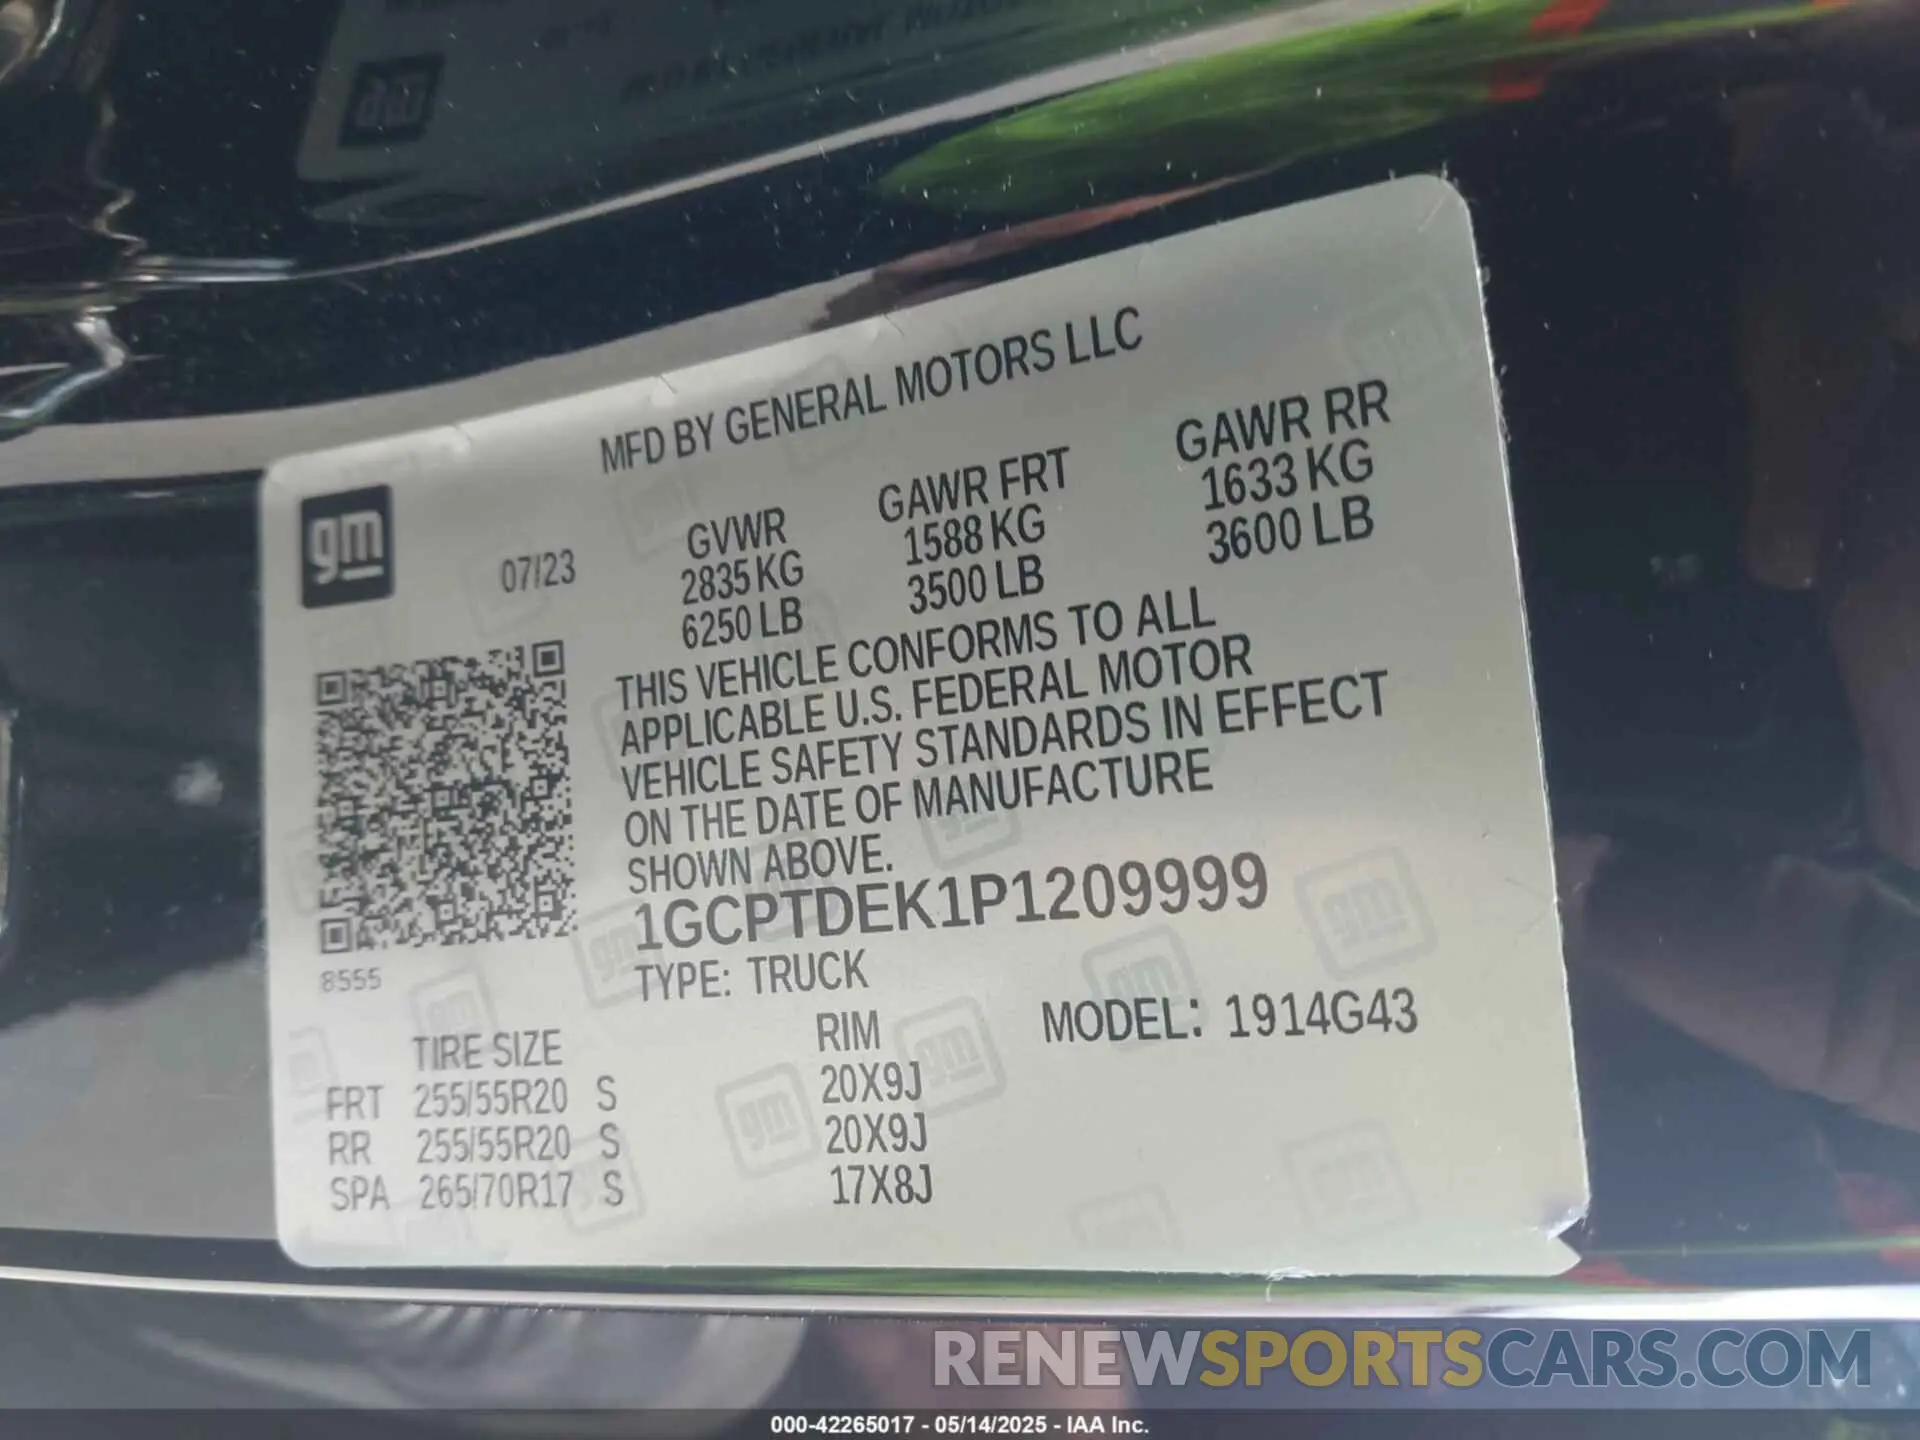 MFD BY GENERAL MOTORS LLC
gm
07/23
GVWR
2835 KG
6250 LB
GAWR FRT
1588 KG
3500 LB
GAWR RR
1633 KG
3600 LB
THIS VEHICLE CONFORMS TO ALL
APPLICABLE U.S. FEDERAL MOTOR
VEHICLE SAFETY STANDARDS IN EFFECT
ON THE DATE OF MANUFACTURE
SHOWN ABOVE.
1GCPTDEK1P1209999
8555
TYPE: TRUCK
MODEL: 1914G43
TIRE SIZE RIM
FRT 255/55R20 S 20X9J
RR 255/55R20 S 20X9J
SPA 265/70R17 S 17X8J
RENEWSPORTSCARS.COM
000-42265017 - 05/14/2025 - IAA Inc.